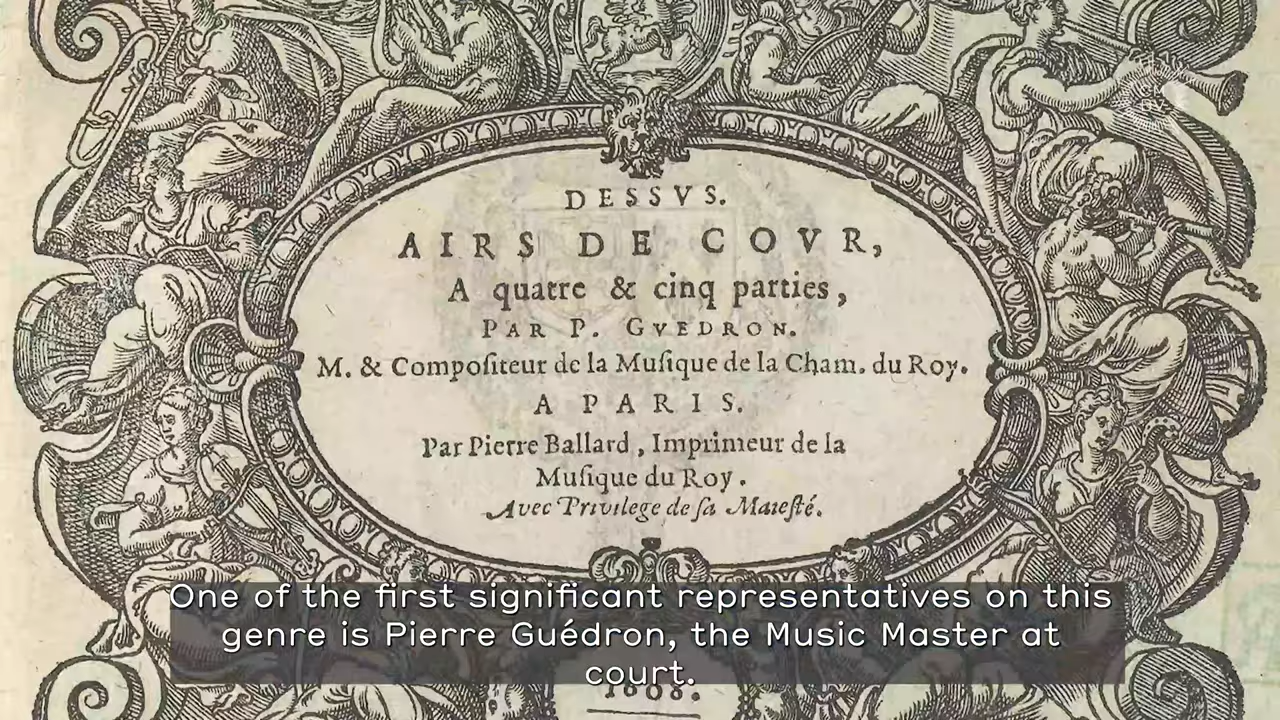 DESSVS.
AIRS DE COVR,
A quatre & cinq parties,
PAR P. GVEDRON.
M. & Compoſiteur de la Muſique de la Cham. du Roy.
A PARIS.
Par Pierre Ballard, Imprimeur de la
Muſique du Roy.
Avec Privilege de ſa Maieſté.
One of the first significant representatives on this
genre is Pierre Guédron, the Music Master at
court.
1608.